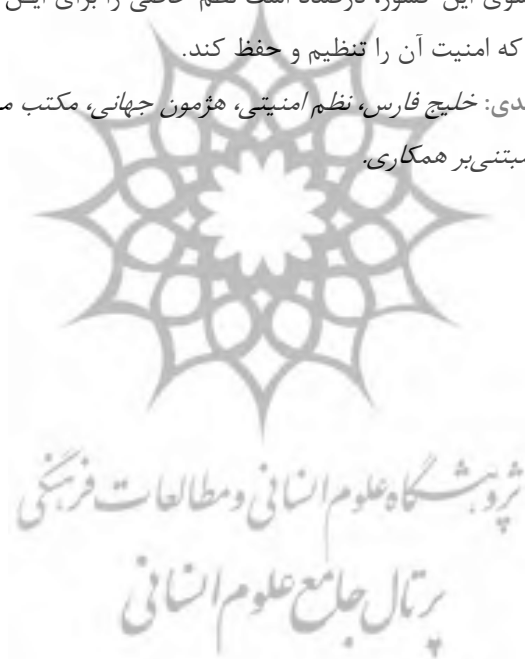 سوی این کشور، درصدد است نظم خاصی را برای این
که امنیت آن را تنظیم و حفظ کند.
دی: خلیج فارس، نظم امنیتی، هژمون جهانی، مکتب
مبتنی‌بر همکاری.
پژوهشگاه علوم انسانی و مطالعات فرهنگی
پرتال جامع علوم انسانی